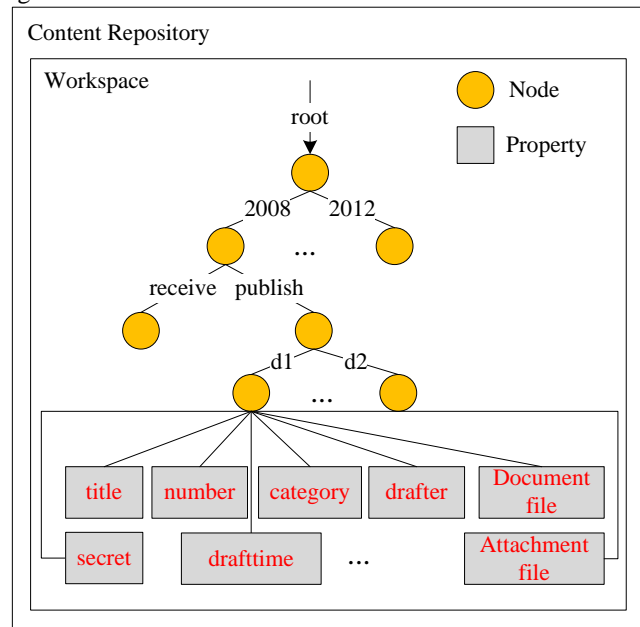 g
Content Repository
Workspace
Node
root
Property
2008
2012
...
receive
publish
d1
d2
...
title
number
category
drafter
Document
file
secret
drafttime
...
Attachment
file